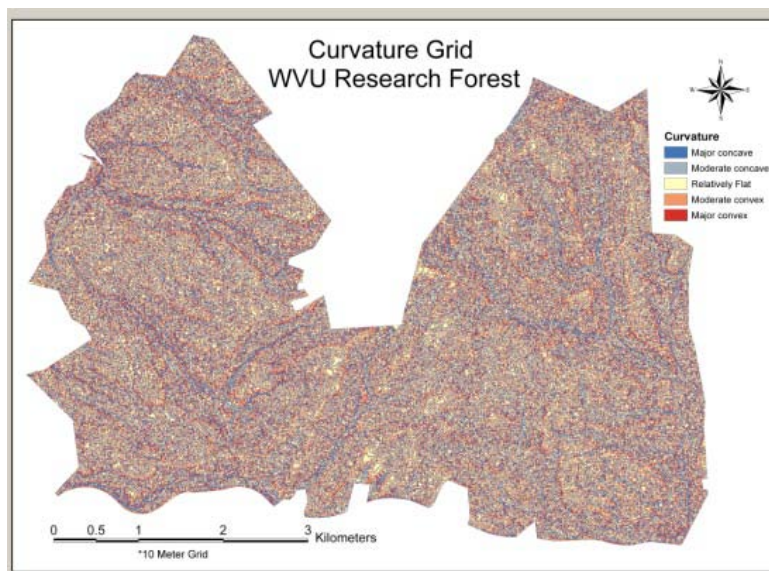 Curvature Grid
WVU Research Forest
N
W E
S
Curvature
Major concave
Moderate concave
Relatively Flat
Moderate convex
Major convex
0 0.5 1 2 3 Kilometers
*10 Meter Grid